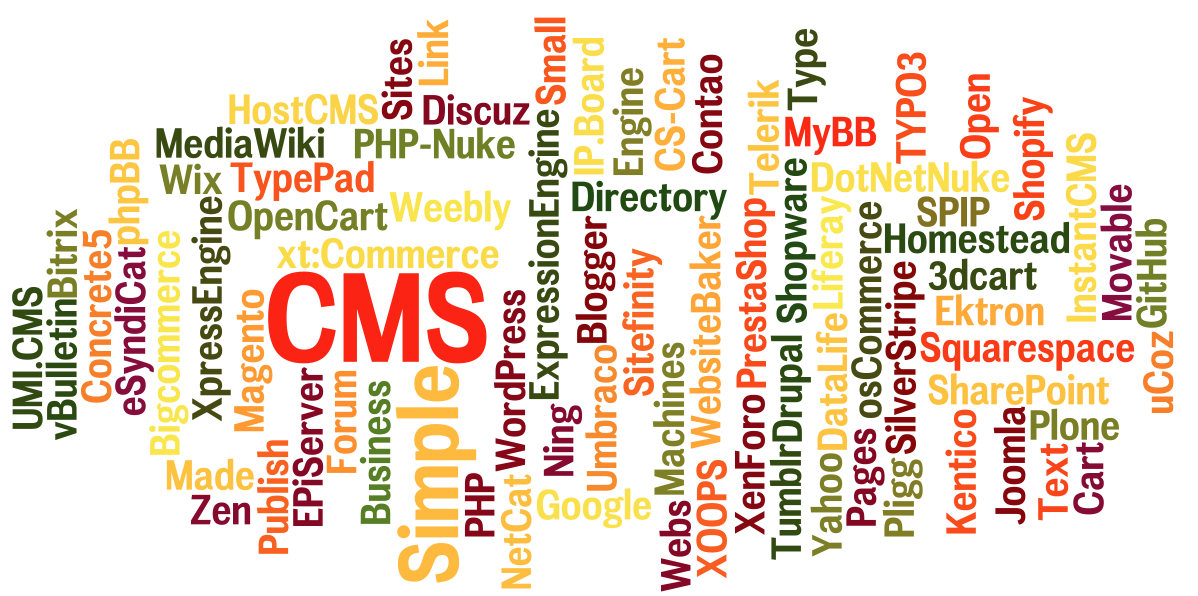 Sites
Link
Small
IP.Board
Engine
CS-Cart
Contao
Type
TYPO3
Open
Shopify
HostCMS
Discuz
Telerik
MyBB
MediaWiki
PHP-Nuke
phpBB
Wix
TypePad
ExpressionEngine
Directory
DotNetNuke
InstantCMS
OpenCart
Weebly
SPIP
Movable
GitHub
Homestead
xt:Commerce
3dcart
Bitrix
vBulletin
UMI.CMS
Concrete5
eSyndiCat
Bigcommerce
XpressEngine
Magento
CMS
WordPress
Blogger
Sitefinity
WebsiteBaker
PrestaShop
Shopware
Liferay
DataLife
osCommerce
SilverStripe
Ektron
Squarespace
uCoz
SharePoint
Plone
EPiServer
Forum
Business
Simple
Ning
Umbraco
Machines
XenForo
Drupal
Tumblr
Yahoo
Pages
Pligg
Kentico
Joomla
Text
Cart
Made
Zen
Publish
PHP
NetCat
Google
Webs
XOOPS